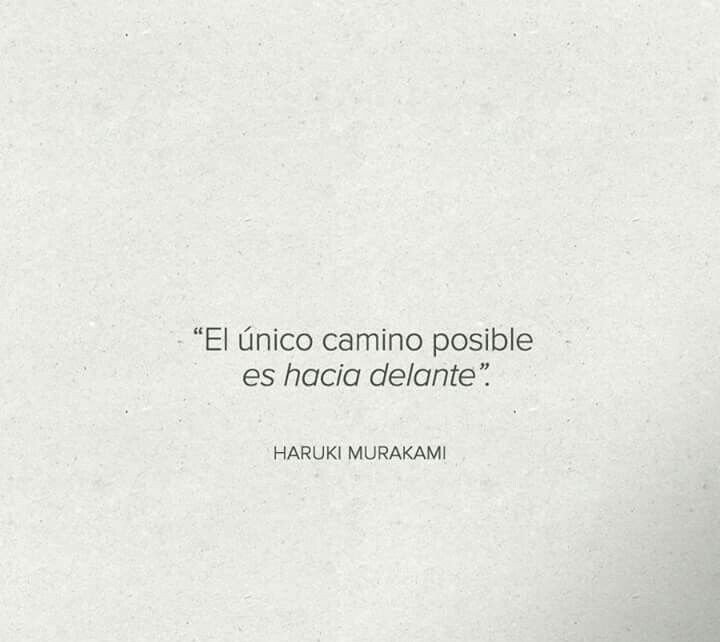 “El único camino posible
es hacia delante”.
HARUKI MURAKAMI